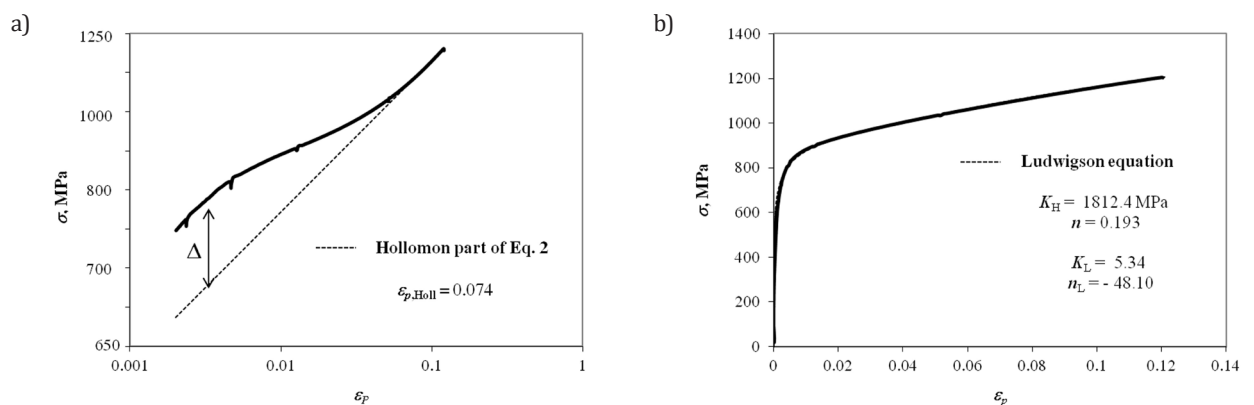 a)
1250
1000
800
700
650
σ, MPa
0.001
0.01
0.1
1
εP
Δ
Hollomon part of Eq. 2
εp,Holl = 0.074
b)
1400
1200
1000
800
600
400
200
0
σ, MPa
0
0.02
0.04
0.06
0.08
0.1
0.12
0.14
εp
Ludwigson equation
KH = 1812.4 MPa
n = 0.193
KL = 5.34
nL = - 48.10